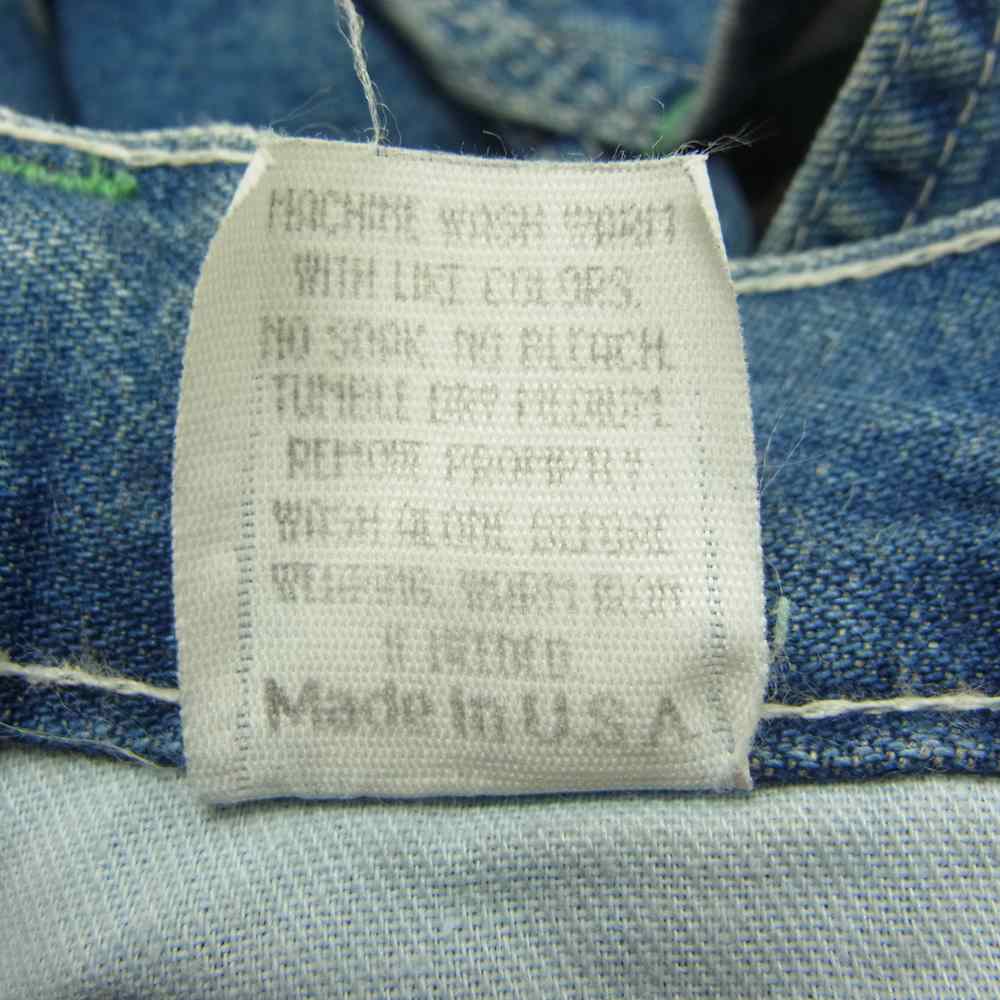 MACHINE WASH WARM
WITH LIKE COLORS.
NO SOAK. NO BLEACH.
TUMBLE DRY MEDIUM.
REMOVE PROMPTLY.
WASH ALONE BEFORE
WEARING. WARM IRON
IF NEEDED
Made In U.S.A